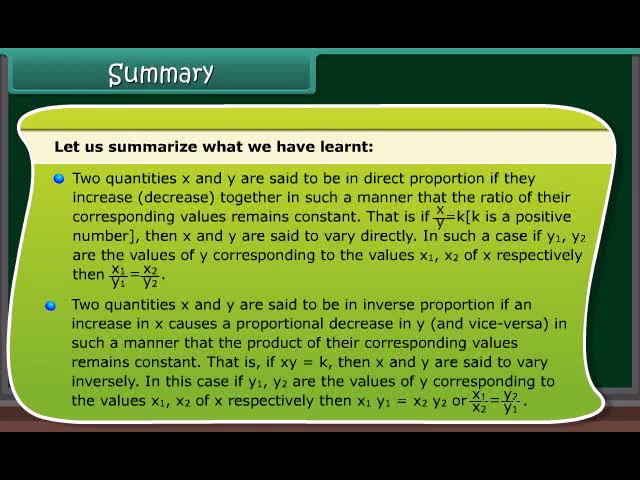 Summary
Let us summarize what we have learnt:
Two quantities x and y are said to be in direct proportion if they
increase (decrease) together in such a manner that the ratio of their
corresponding values remains constant. That is if x/y=k[k is a positive
number], then x and y are said to vary directly. In such a case if y₁, y₂
are the values of y corresponding to the values x₁, x₂ of x respectively
then x₁/y₁=x₂/y₂.
Two quantities x and y are said to be in inverse proportion if an
increase in x causes a proportional decrease in y (and vice-versa) in
such a manner that the product of their corresponding values
remains constant. That is, if xy = k, then x and y are said to vary
inversely. In this case if y₁, y₂ are the values of y corresponding to
the values x₁, x₂ of x respectively then x₁ y₁ = x₂ y₂ or x₁/x₂=y₂/y₁.